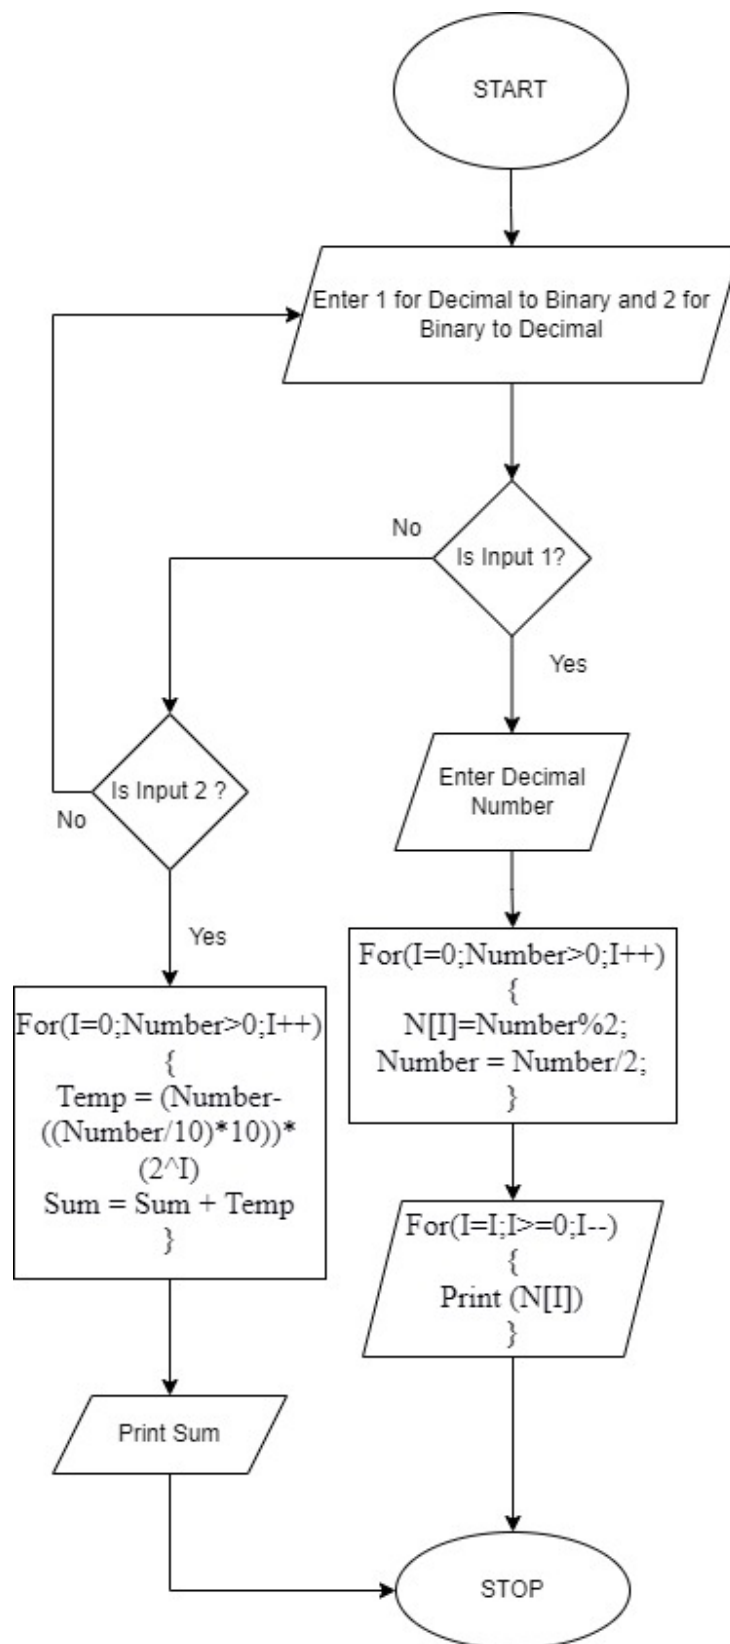 START
Enter 1 for Decimal to Binary and 2 for
Binary to Decimal
No
Is Input 1?
Yes
Enter Decimal
Number
Is Input 2 ?
No
Yes
For(I=0;Number>0;I++)
{
N[I]=Number%2;
Number = Number/2;
}
For(I=0;Number>0;I++)
{
Temp = (Number-
((Number/10)*10))*
(2^I)
Sum = Sum + Temp
}
For(I=I;I>=0;I--)
{
Print (N[I])
}
Print Sum
STOP